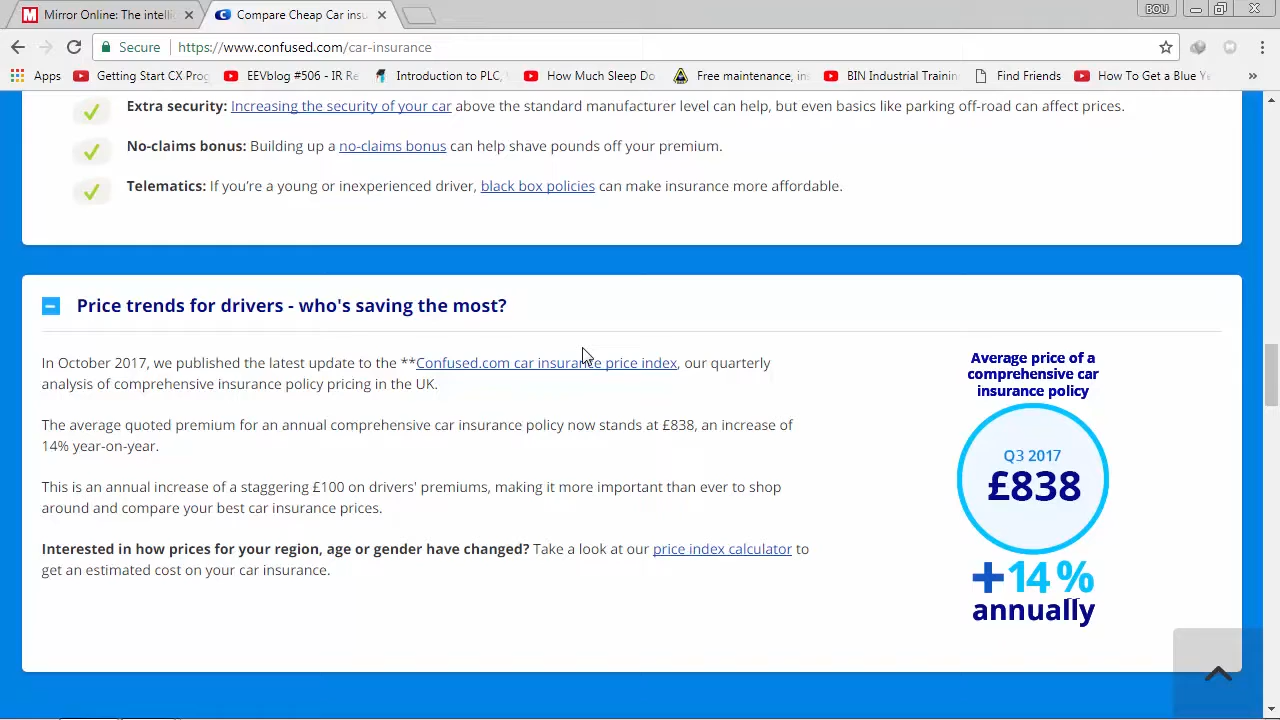 Mirror Online: The intelli
Compare Cheap Car insu
BOU
Secure
https://www.confused.com/car-insurance
Apps
Getting Start CX Prog
EEVblog #506 - IR Re
Introduction to PLC,
How Much Sleep Do
Free maintenance, in
BIN Industrial Trainin
Find Friends
How To Get a Blue Ye
»
Extra security: Increasing the security of your car above the standard manufacturer level can help, but even basics like parking off-road can affect prices.
No-claims bonus: Building up a no-claims bonus can help shave pounds off your premium.
Telematics: If you're a young or inexperienced driver, black box policies can make insurance more affordable.
Price trends for drivers - who's saving the most?
In October 2017, we published the latest update to the **Confused.com car insurance price index, our quarterly
analysis of comprehensive insurance policy pricing in the UK.
The average quoted premium for an annual comprehensive car insurance policy now stands at £838, an increase of
14% year-on-year.
This is an annual increase of a staggering £100 on drivers' premiums, making it more important than ever to shop
around and compare your best car insurance prices.
Interested in how prices for your region, age or gender have changed? Take a look at our price index calculator to
get an estimated cost on your car insurance.
Average price of a
comprehensive car
insurance policy
Q3 2017
£838
+14%
annually